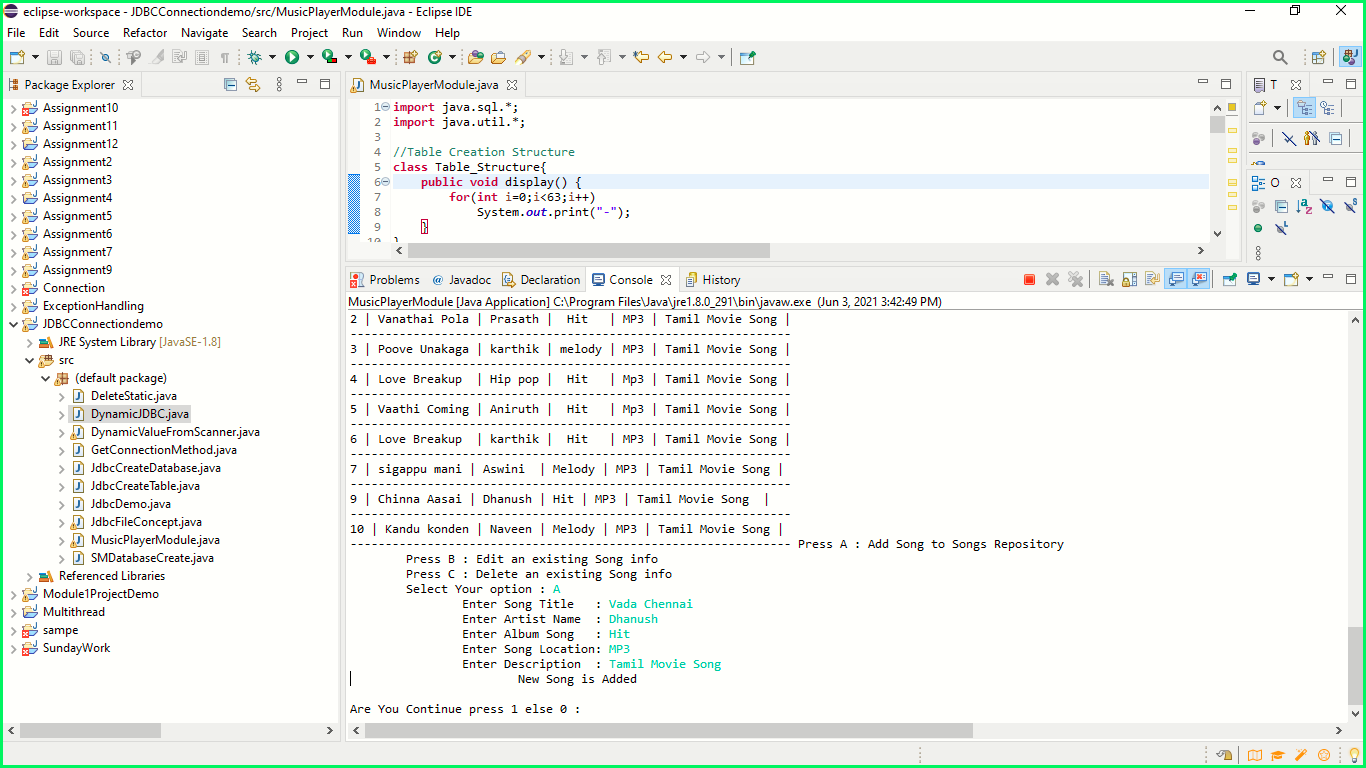 eclipse-workspace - JDBCConnectiondemo/src/MusicPlayerModule.java - Eclipse IDE
File Edit Source Refactor Navigate Search Project Run Window Help
Package Explorer
Assignment10
Assignment11
Assignment12
Assignment2
Assignment3
Assignment4
Assignment5
Assignment6
Assignment7
Assignment9
Connection
ExceptionHandling
JDBCConnectiondemo
JRE System Library [JavaSE-1.8]
src
(default package)
DeleteStatic.java
DynamicJDBC.java
DynamicValueFromScanner.java
GetConnectionMethod.java
JdbcCreateDatabase.java
JdbcCreateTable.java
JdbcDemo.java
JdbcFileConcept.java
MusicPlayerModule.java
SMDatabaseCreate.java
Referenced Libraries
Module1ProjectDemo
Multithread
sampe
SundayWork
MusicPlayerModule.java
1 import java.sql.*;
2 import java.util.*;
3
4 //Table Creation Structure
5 class Table_Structure{
6 public void display() {
7 for(int i=0;i<63;i++)
8 System.out.print("-");
9 }
10 }
T
O
Problems @ Javadoc Declaration Console History
MusicPlayerModule [Java Application] C:\Program Files\Java\jre1.8.0_291\bin\javaw.exe (Jun 3, 2021 3:42:49 PM)
2 | Vanathai Pola | Prasath | Hit | MP3 | Tamil Movie Song |
---------------------------------------------------------------
3 | Poove Unakaga | karthik | melody | MP3 | Tamil Movie Song |
---------------------------------------------------------------
4 | Love Breakup | Hip pop | Hit | Mp3 | Tamil Movie Song |
---------------------------------------------------------------
5 | Vaathi Coming | Aniruth | Hit | Mp3 | Tamil Movie Song |
---------------------------------------------------------------
6 | Love Breakup | karthik | Hit | MP3 | Tamil Movie Song |
---------------------------------------------------------------
7 | sigappu mani | Aswini | Melody | MP3 | Tamil Movie Song |
---------------------------------------------------------------
9 | Chinna Aasai | Dhanush | Hit | MP3 | Tamil Movie Song |
---------------------------------------------------------------
10 | Kandu konden | Naveen | Melody | MP3 | Tamil Movie Song |
--------------------------------------------------------------- Press A : Add Song to Songs Repository
Press B : Edit an existing Song info
Press C : Delete an existing Song info
Select Your option : A
Enter Song Title : Vada Chennai
Enter Artist Name : Dhanush
Enter Album Song : Hit
Enter Song Location: MP3
Enter Description : Tamil Movie Song
New Song is Added
Are You Continue press 1 else 0 :